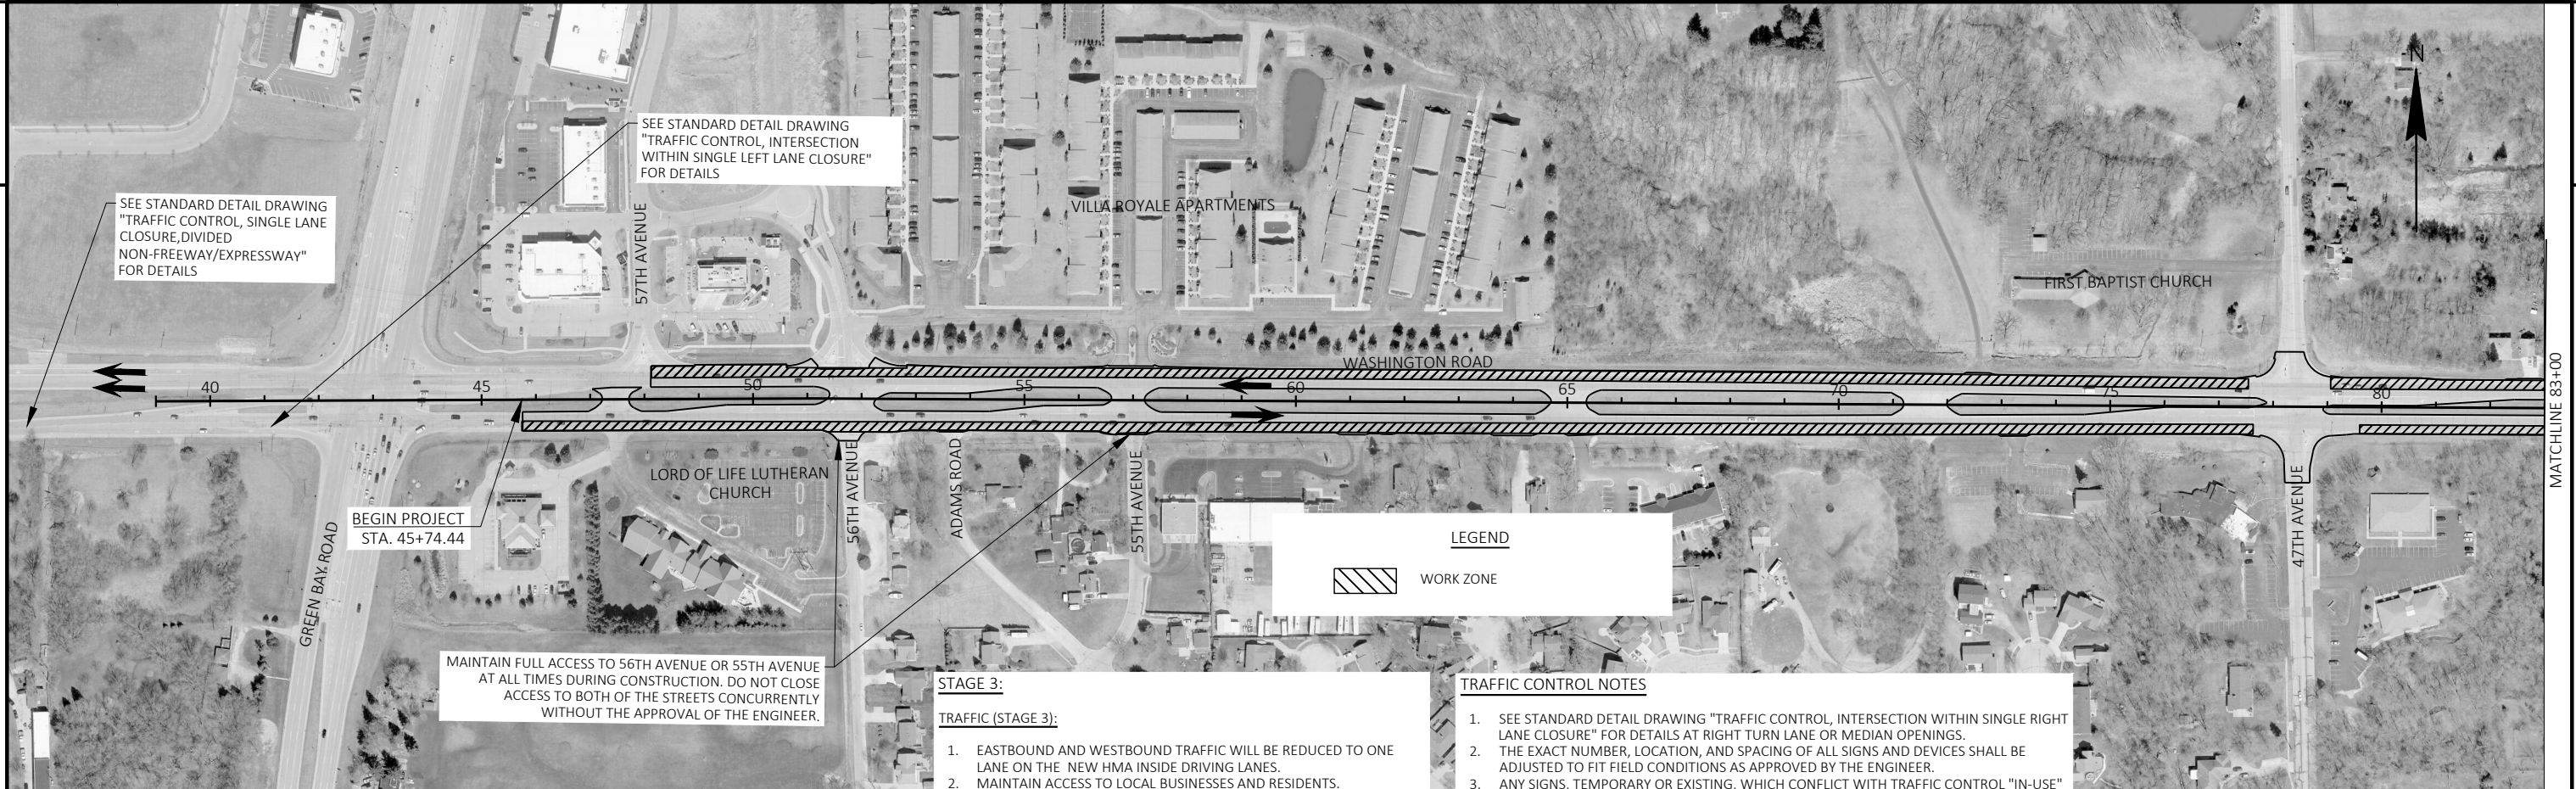 N
SEE STANDARD DETAIL DRAWING
"TRAFFIC CONTROL, INTERSECTION
WITHIN SINGLE LEFT LANE CLOSURE"
FOR DETAILS
SEE STANDARD DETAIL DRAWING
"TRAFFIC CONTROL, SINGLE LANE
CLOSURE,DIVIDED
NON-FREEWAY/EXPRESSWAY"
FOR DETAILS
57TH AVENUE
VILLA ROYALE APARTMENTS
FIRST BAPTIST CHURCH
WASHINGTON ROAD
40
45
50
55
60
65
70
75
80
MATCHLINE 83+00
LORD OF LIFE LUTHERAN
CHURCH
56TH AVENUE
ADAMS ROAD
55TH AVENUE
47TH AVENUE
BEGIN PROJECT
STA. 45+74.44
GREEN BAY ROAD
LEGEND
WORK ZONE
MAINTAIN FULL ACCESS TO 56TH AVENUE OR 55TH AVENUE
AT ALL TIMES DURING CONSTRUCTION. DO NOT CLOSE
ACCESS TO BOTH OF THE STREETS CONCURRENTLY
WITHOUT THE APPROVAL OF THE ENGINEER.
STAGE 3:
TRAFFIC (STAGE 3):
1. EASTBOUND AND WESTBOUND TRAFFIC WILL BE REDUCED TO ONE
LANE ON THE NEW HMA INSIDE DRIVING LANES.
2. MAINTAIN ACCESS TO LOCAL BUSINESSES AND RESIDENTS.
TRAFFIC CONTROL NOTES
1. SEE STANDARD DETAIL DRAWING "TRAFFIC CONTROL, INTERSECTION WITHIN SINGLE RIGHT
LANE CLOSURE" FOR DETAILS AT RIGHT TURN LANE OR MEDIAN OPENINGS.
2. THE EXACT NUMBER, LOCATION, AND SPACING OF ALL SIGNS AND DEVICES SHALL BE
ADJUSTED TO FIT FIELD CONDITIONS AS APPROVED BY THE ENGINEER.
3. ANY SIGNS, TEMPORARY OR EXISTING, WHICH CONFLICT WITH TRAFFIC CONTROL "IN-USE"